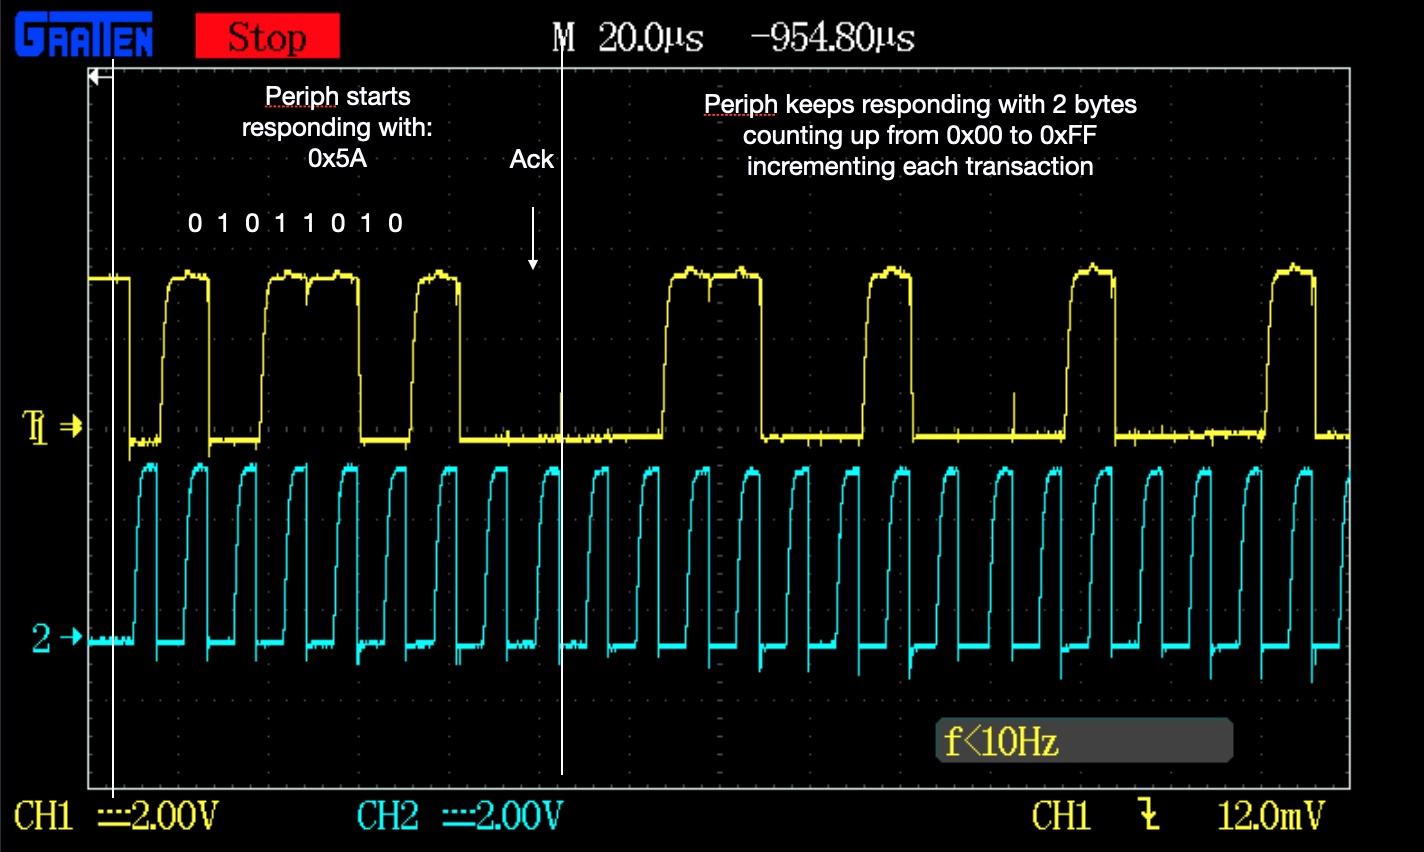 GRATTEN Stop M 20.0μs -954.80μs
Periph starts
responding with:
0x5A
Ack
Periph keeps responding with 2 bytes
counting up from 0x00 to 0xFF
incrementing each transaction
0 1 0 1 1 0 1 0
1
2
f<10Hz
CH1 2.00V CH2 2.00V CH1 12.0mV